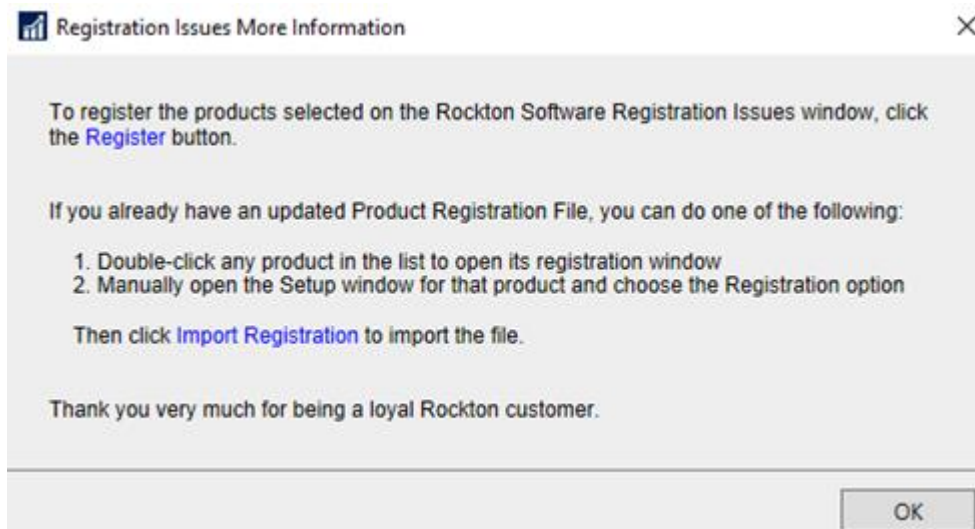 Registration Issues More Information
To register the products selected on the Rockton Software Registration Issues window, click
the Register button.
If you already have an updated Product Registration File, you can do one of the following:
1. Double-click any product in the list to open its registration window
2. Manually open the Setup window for that product and choose the Registration option
Then click Import Registration to import the file.
Thank you very much for being a loyal Rockton customer.
OK